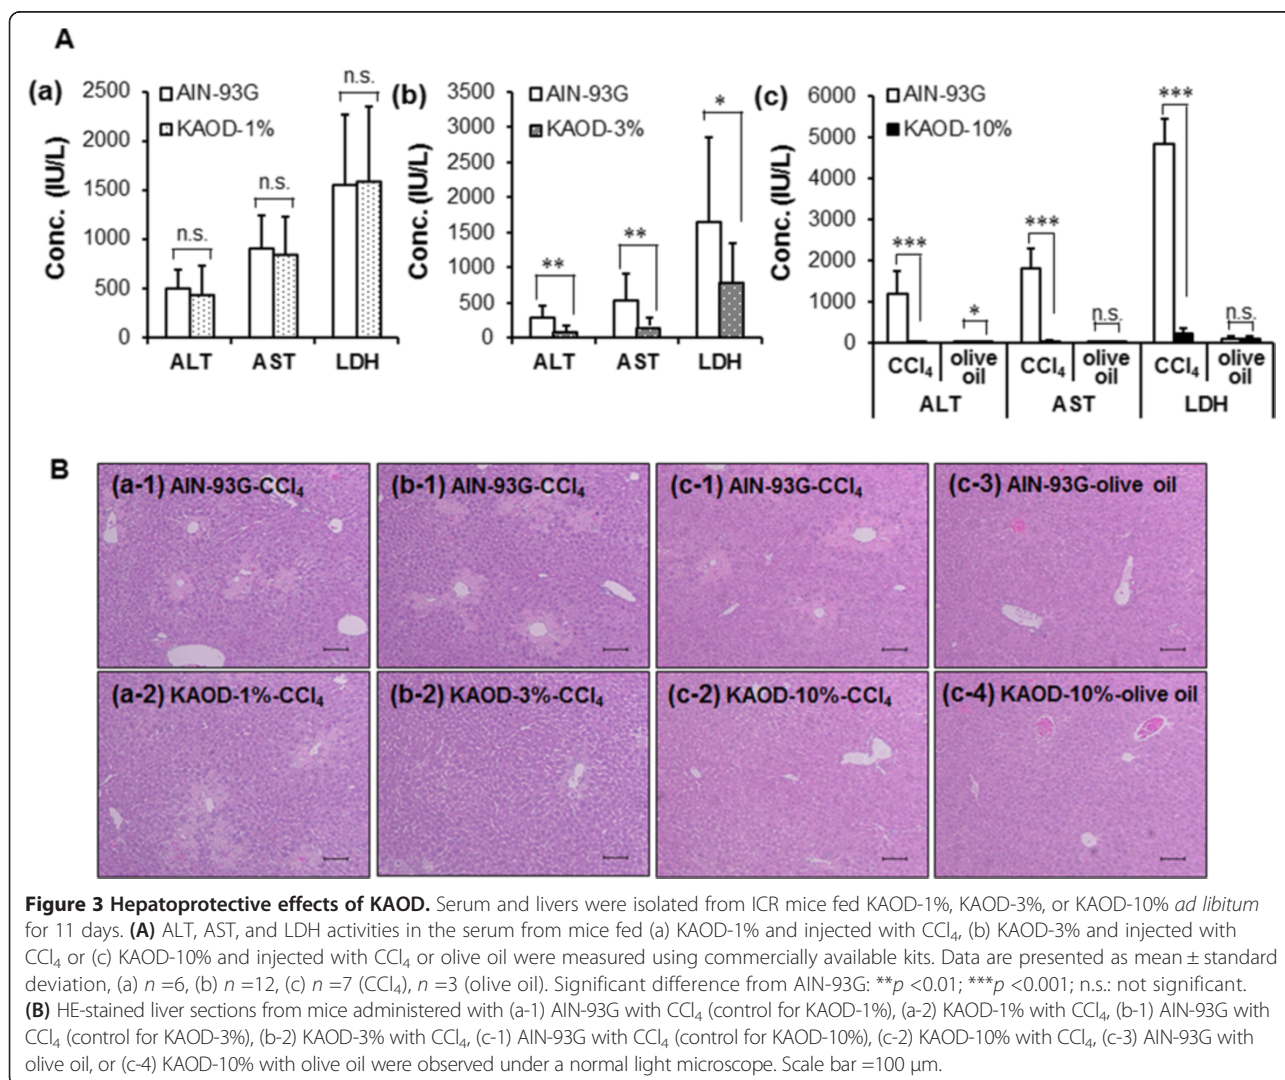 A
(a)
2500
2000
1500
1000
500
0
Conc. (IU/L)
AIN-93G
KAOD-1%
n.s.
n.s.
n.s.
ALT AST LDH
(b)
3500
3000
2500
2000
1500
1000
500
0
Conc. (IU/L)
AIN-93G
KAOD-3%
**
**
*
ALT AST LDH
(c)
6000
5000
4000
3000
2000
1000
0
Conc. (IU/L)
AIN-93G
KAOD-10%
***
*
***
n.s.
***
n.s.
CCl₄ olive oil CCl₄ olive oil CCl₄ olive oil
ALT AST LDH
B
(a-1) AIN-93G-CCl₄
(b-1) AIN-93G-CCl₄
(c-1) AIN-93G-CCl₄
(c-3) AIN-93G-olive oil
(a-2) KAOD-1%-CCl₄
(b-2) KAOD-3%-CCl₄
(c-2) KAOD-10%-CCl₄
(c-4) KAOD-10%-olive oil
Figure 3 Hepatoprotective effects of KAOD. Serum and livers were isolated from ICR mice fed KAOD-1%, KAOD-3%, or KAOD-10% ad libitum
for 11 days. (A) ALT, AST, and LDH activities in the serum from mice fed (a) KAOD-1% and injected with CCl₄, (b) KAOD-3% and injected with
CCl₄ or (c) KAOD-10% and injected with CCl₄ or olive oil were measured using commercially available kits. Data are presented as mean ± standard
deviation, (a) n =6, (b) n =12, (c) n =7 (CCl₄), n =3 (olive oil). Significant difference from AIN-93G: **p <0.01; ***p <0.001; n.s.: not significant.
(B) HE-stained liver sections from mice administered with (a-1) AIN-93G with CCl₄ (control for KAOD-1%), (a-2) KAOD-1% with CCl₄, (b-1) AIN-93G with
CCl₄ (control for KAOD-3%), (b-2) KAOD-3% with CCl₄, (c-1) AIN-93G with CCl₄ (control for KAOD-10%), (c-2) KAOD-10% with CCl₄, (c-3) AIN-93G with
olive oil, or (c-4) KAOD-10% with olive oil were observed under a normal light microscope. Scale bar =100 μm.